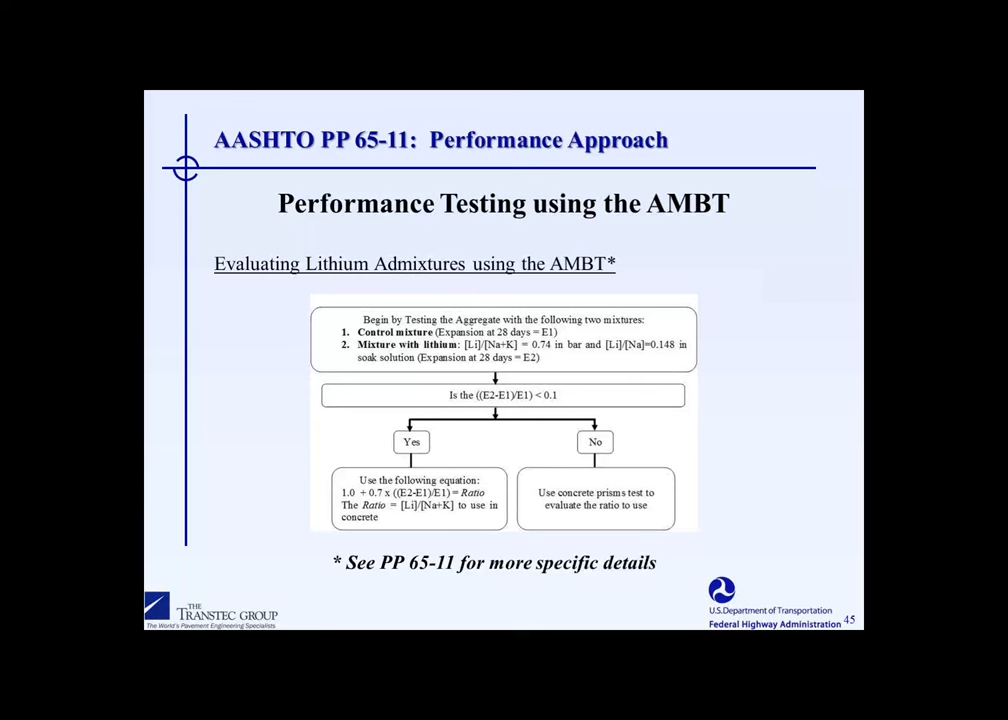 AASHTO PP 65-11: Performance Approach
Performance Testing using the AMBT
Evaluating Lithium Admixtures using the AMBT*
Begin by Testing the Aggregate with the following two mixtures:
1. Control mixture (Expansion at 28 days = E1)
2. Mixture with lithium: [Li]/[Na+K] = 0.74 in bar and [Li]/[Na]=0.148 in
soak solution (Expansion at 28 days = E2)
Is the ((E2-E1)/E1) < 0.1
Yes
No
Use the following equation:
1.0 + 0.7 x ((E2-E1)/E1) = Ratio
The Ratio = [Li]/[Na+K] to use in
concrete
Use concrete prisms test to
evaluate the ratio to use
* See PP 65-11 for more specific details
THE
TRANSTEC GROUP
The World's Pavement Engineering Specialists
U.S.Department of Transportation
Federal Highway Administration
45